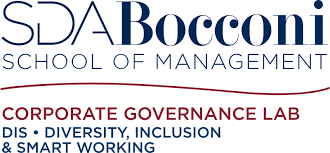 SDA Bocconi
SCHOOL OF MANAGEMENT
CORPORATE GOVERNANCE LAB
DIS • DIVERSITY, INCLUSION
& SMART WORKING